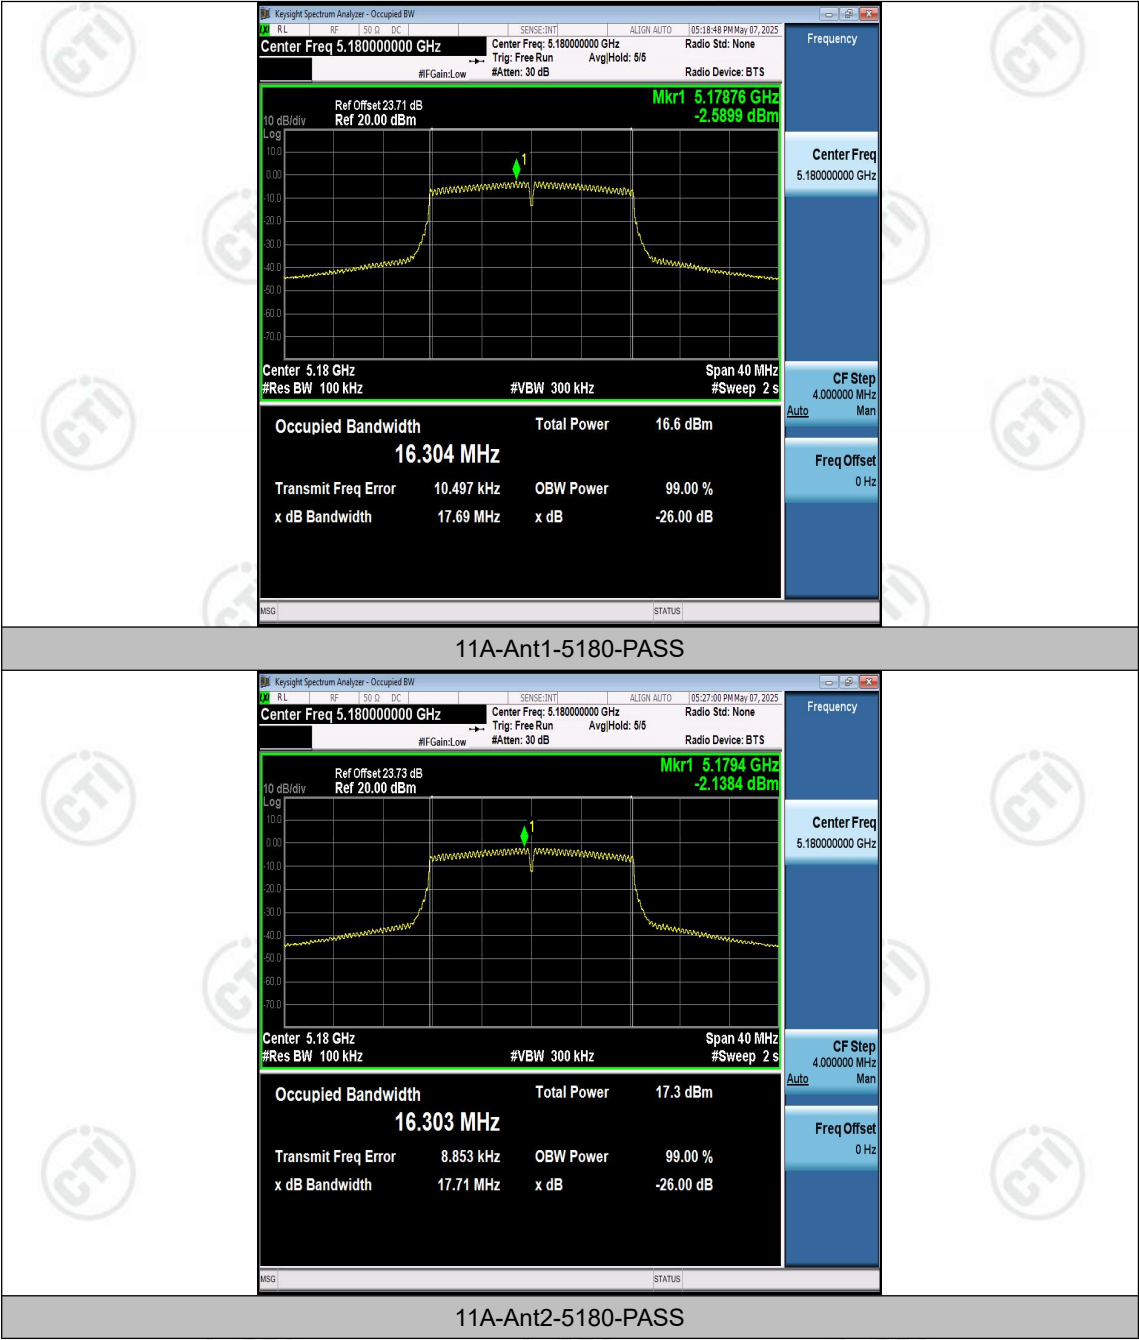 Keysight Spectrum Analyzer - Occupied BW
RL RF 50 Ω DC SENSE:INT ALIGN AUTO 05:18:48 PM May 07, 2025
Center Freq 5.180000000 GHz
Center Freq: 5.180000000 GHz
Radio Std: None
Trig: Free Run Avg|Hold: 5/5
#IFGain:Low
#Atten: 30 dB
Radio Device: BTS
Frequency
Mkr1 5.17876 GHz
-2.5899 dBm
Ref Offset 23.71 dB
10 dB/div
Ref 20.00 dBm
Log
10.0
1
0.00
-10.0
-20.0
-30.0
-40.0
-50.0
-60.0
-70.0
Center Freq
5.180000000 GHz
Center 5.18 GHz
Span 40 MHz
#Res BW 100 kHz
#VBW 300 kHz
#Sweep 2 s
CF Step
4.000000 MHz
Auto Man
Occupied Bandwidth
Total Power 16.6 dBm
16.304 MHz
Transmit Freq Error 10.497 kHz OBW Power 99.00 %
x dB Bandwidth 17.69 MHz x dB -26.00 dB
Freq Offset
0 Hz
MSG
STATUS
11A-Ant1-5180-PASS
Keysight Spectrum Analyzer - Occupied BW
RL RF 50 Ω DC SENSE:INT ALIGN AUTO 05:27:00 PM May 07, 2025
Center Freq 5.180000000 GHz
Center Freq: 5.180000000 GHz
Radio Std: None
Trig: Free Run Avg|Hold: 5/5
#IFGain:Low
#Atten: 30 dB
Radio Device: BTS
Frequency
Mkr1 5.1794 GHz
-2.1384 dBm
Ref Offset 23.73 dB
10 dB/div
Ref 20.00 dBm
Log
10.0
1
0.00
-10.0
-20.0
-30.0
-40.0
-50.0
-60.0
-70.0
Center Freq
5.180000000 GHz
Center 5.18 GHz
Span 40 MHz
#Res BW 100 kHz
#VBW 300 kHz
#Sweep 2 s
CF Step
4.000000 MHz
Auto Man
Occupied Bandwidth
Total Power 17.3 dBm
16.303 MHz
Transmit Freq Error 8.853 kHz OBW Power 99.00 %
x dB Bandwidth 17.71 MHz x dB -26.00 dB
Freq Offset
0 Hz
MSG
STATUS
11A-Ant2-5180-PASS
CTI
CTI
CTI
CTI
CTI
CTI
CTI
CTI
CTI
CTI
CTI
CTI
CTI
CTI